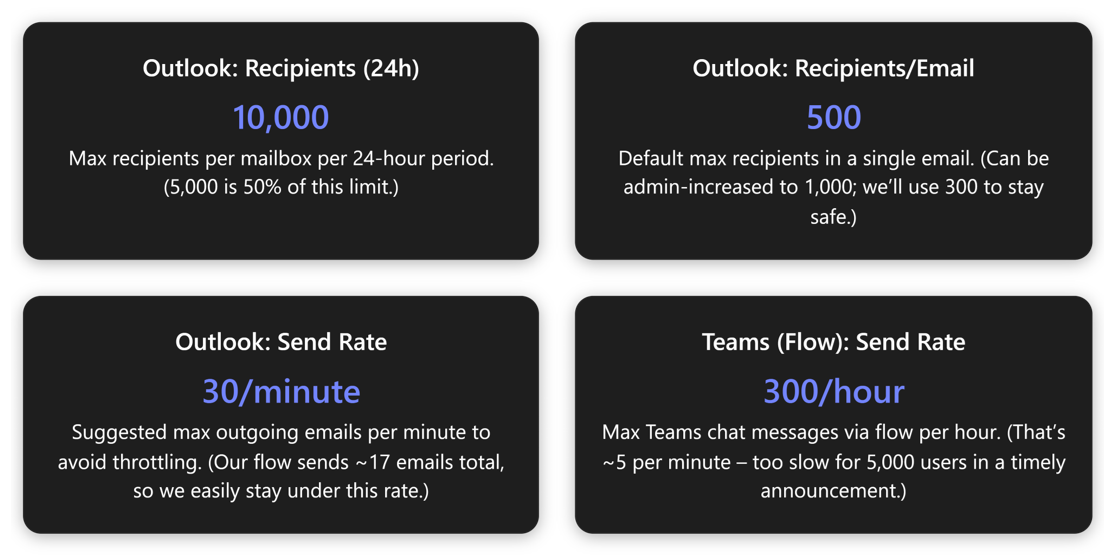 Outlook: Recipients (24h)
10,000
Max recipients per mailbox per 24-hour period.
(5,000 is 50% of this limit.)
Outlook: Recipients/Email
500
Default max recipients in a single email. (Can be
admin-increased to 1,000; we’ll use 300 to stay
safe.)
Outlook: Send Rate
30/minute
Suggested max outgoing emails per minute to
avoid throttling. (Our flow sends ~17 emails total,
so we easily stay under this rate.)
Teams (Flow): Send Rate
300/hour
Max Teams chat messages via flow per hour. (That’s
~5 per minute – too slow for 5,000 users in a timely
announcement.)